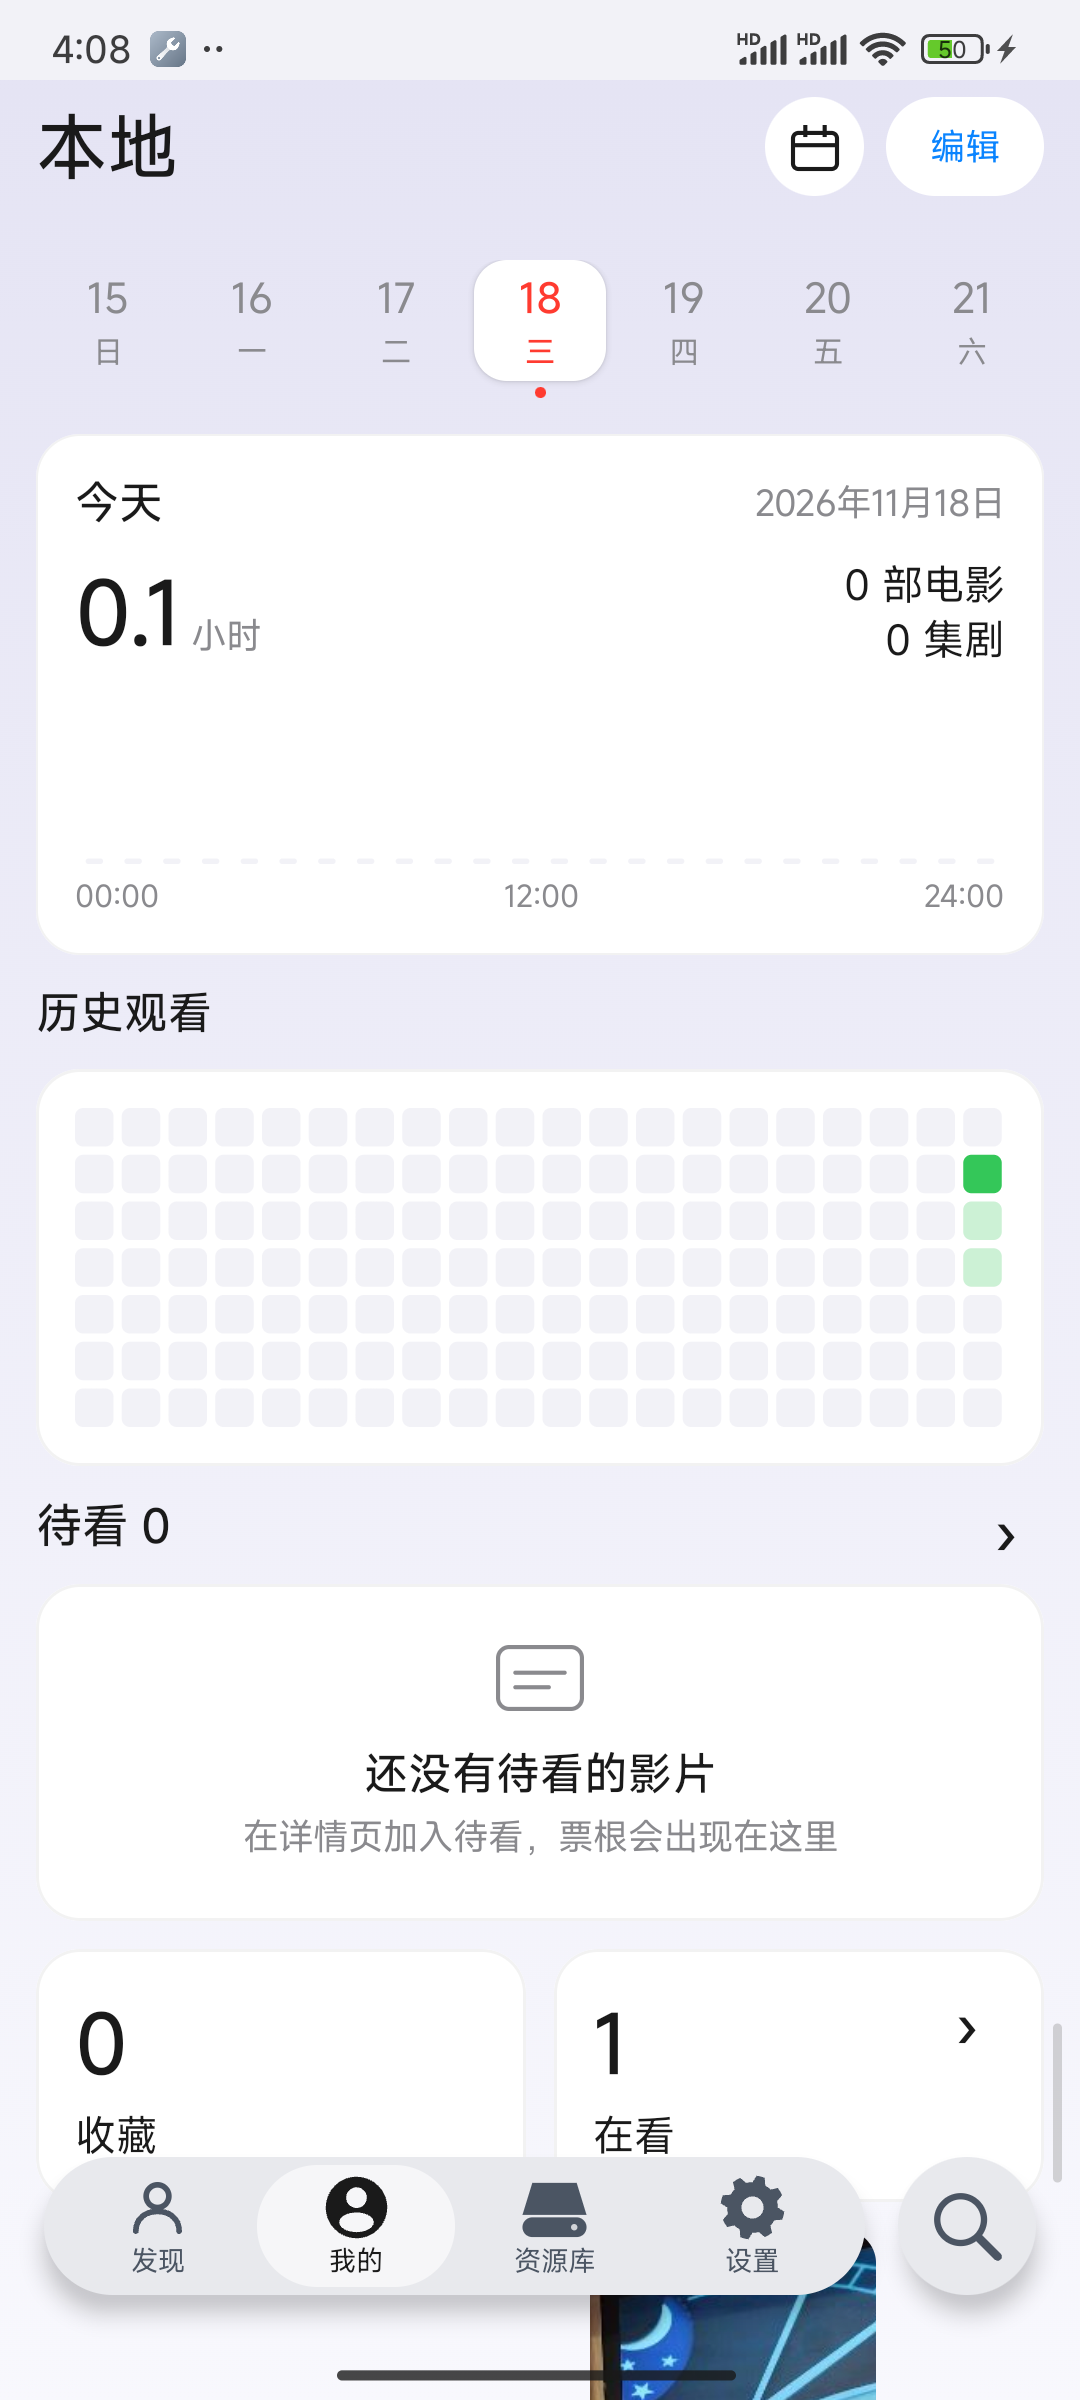 4:08
HD HD 50
本地
编辑
15 16 17 18 19 20 21
日 一 二 三 四 五 六
今天 2026年11月18日
0.1 小时
0 部电影
0 集剧
00:00 12:00 24:00
历史观看
待看 0
还没有待看的影片
在详情页加入待看，票根会出现在这里
0 1
收藏 在看
发现 我的 资源库 设置